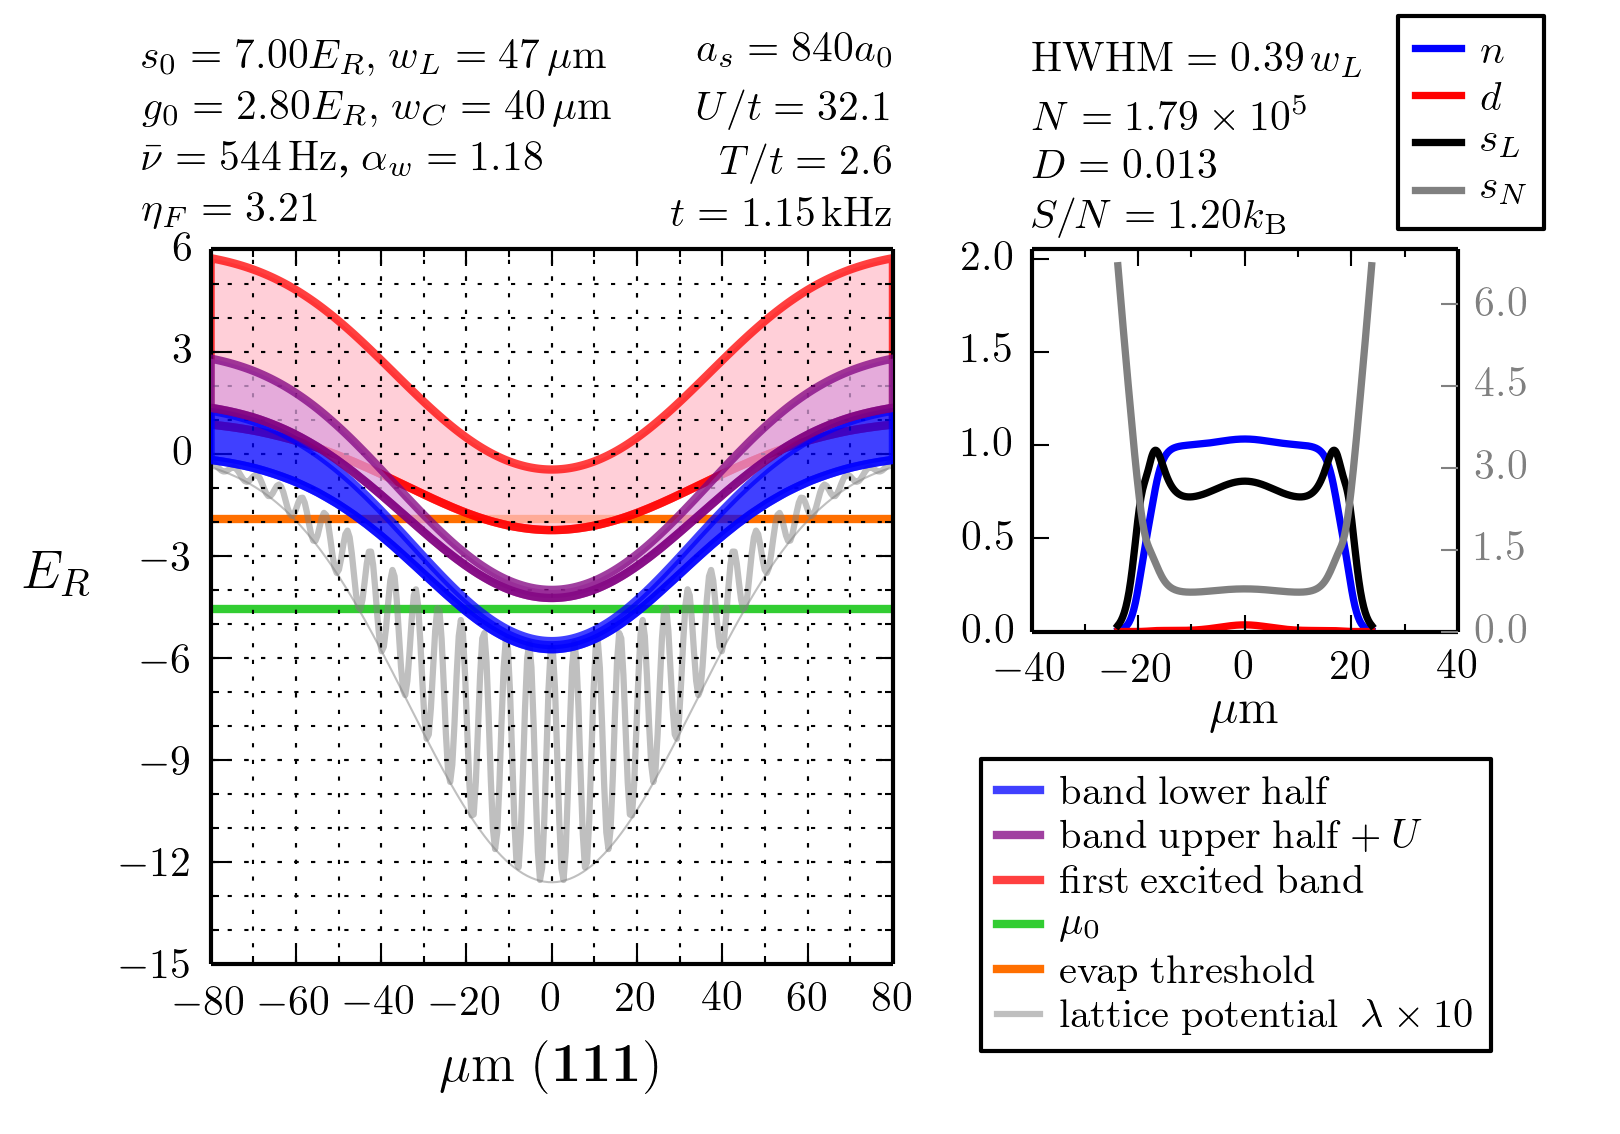 s₀ = 7.00E_R, w_L = 47 μm
g₀ = 2.80E_R, w_C = 40 μm
ν̄ = 544 Hz, α_w = 1.18
η_F = 3.21
a_s = 840a₀
U/t = 32.1
T/t = 2.6
t = 1.15 kHz
HWHM = 0.39 w_L
N = 1.79 × 10⁵
D = 0.013
S/N = 1.20k_B
n
d
s_L
s_N
E_R
6
3
0
−3
−6
−9
−12
−15
−80 −60 −40 −20 0 20 40 60 80
μm (111)
2.0
1.5
1.0
0.5
0.0
6.0
4.5
3.0
1.5
0.0
−40 −20 0 20 40
μm
band lower half
band upper half + U
first excited band
μ₀
evap threshold
lattice potential λ × 10